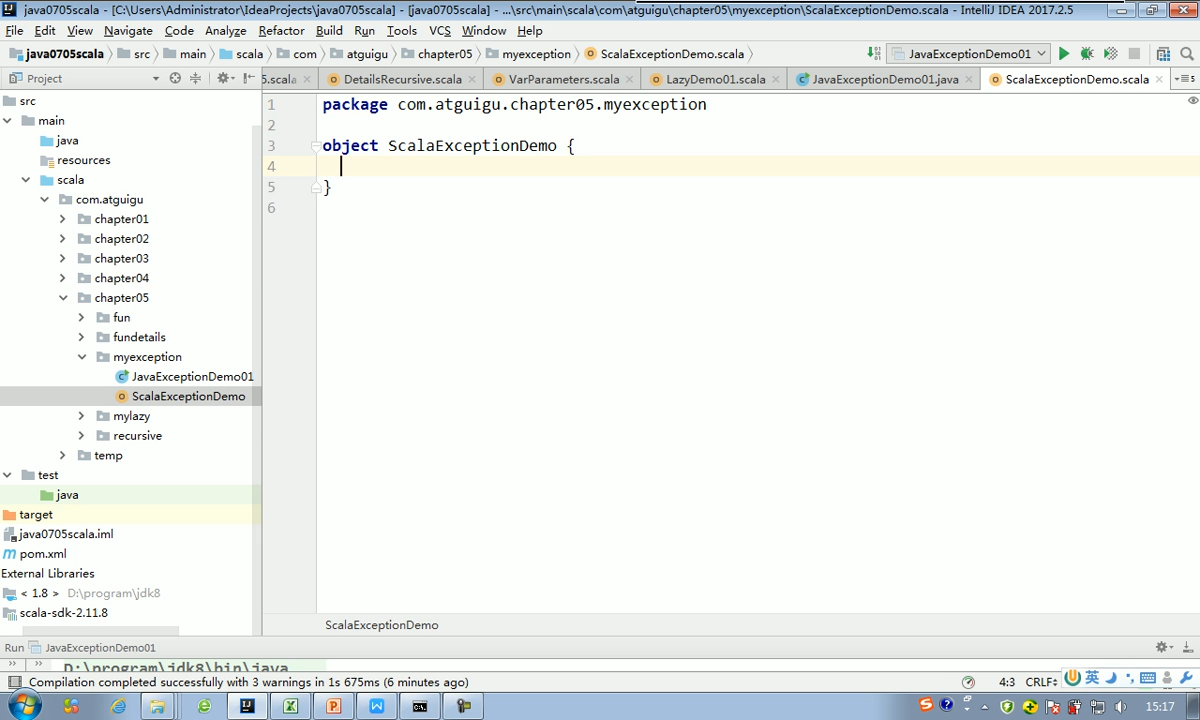 java0705scala - [C:\Users\Administrator\IdeaProjects\java0705scala] - [java0705scala] - ...\src\main\scala\com\atguigu\chapter05\myexception\ScalaExceptionDemo.scala - IntelliJ IDEA 2017.2.5
File Edit View Navigate Code Analyze Refactor Build Run Tools VCS Window Help
java0705scala src main scala com atguigu chapter05 myexception ScalaExceptionDemo.scala JavaExceptionDemo01
Project 5.scala DetailsRecursive.scala VarParameters.scala LazyDemo01.scala JavaExceptionDemo01.java ScalaExceptionDemo.scala 5
src
main
java
resources
scala
com.atguigu
chapter01
chapter02
chapter03
chapter04
chapter05
fun
fundetails
myexception
JavaExceptionDemo01
ScalaExceptionDemo
mylazy
recursive
temp
test
java
target
java0705scala.iml
pom.xml
External Libraries
< 1.8 > D:\program\jdk8
scala-sdk-2.11.8
1 package com.atguigu.chapter05.myexception
2
3 object ScalaExceptionDemo {
4
5 }
6
ScalaExceptionDemo
Run JavaExceptionDemo01
D:\program\jdk8\bin\java
Compilation completed successfully with 3 warnings in 1s 675ms (6 minutes ago) 4:3 CRLF 英
15:17